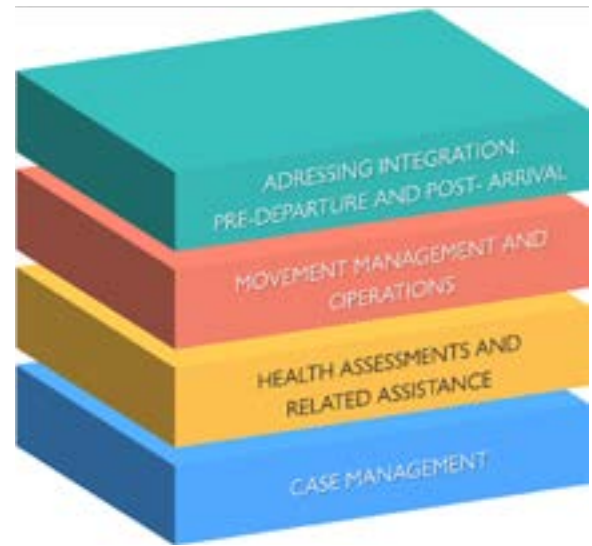 ADRESSING INTEGRATION:
PRE-DEPARTURE AND POST- ARRIVAL
MOVEMENT MANAGEMENT AND
OPERATIONS
HEALTH ASSESSMENTS AND
RELATED ASSISTANCE
CASE MANAGEMENT